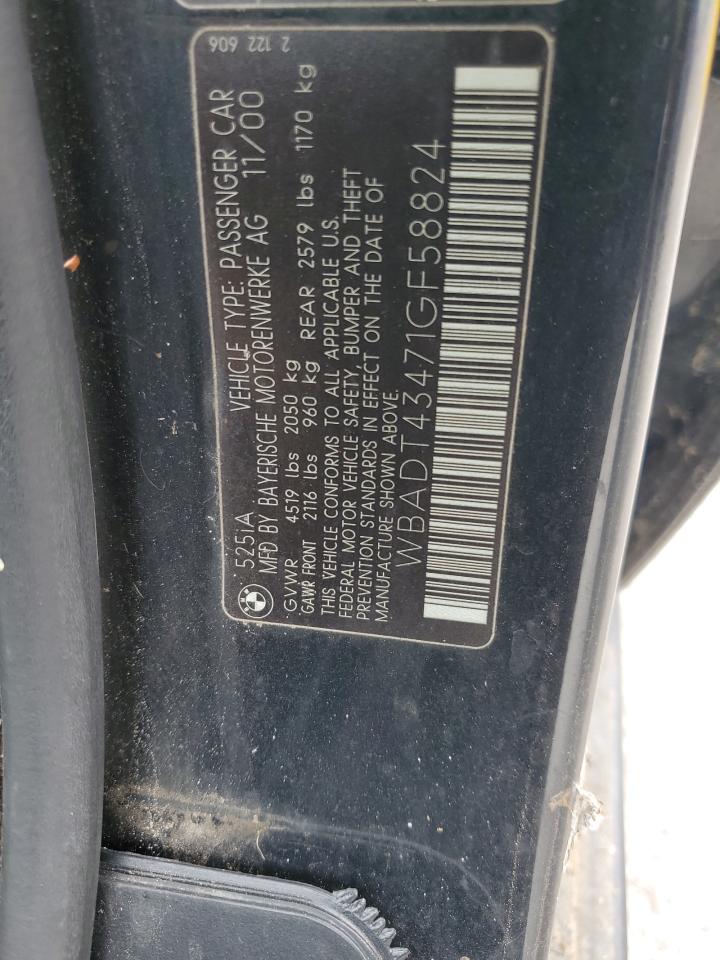 2 122 606
525iA VEHICLE TYPE: PASSENGER CAR
MFD BY BAYERISCHE MOTORENWERKE AG 11/00
GVWR 4519 lbs 2050 kg
GAWR FRONT 2116 lbs 960 kg REAR 2579 lbs 1170 kg
THIS VEHICLE CONFORMS TO ALL APPLICABLE U.S.
FEDERAL MOTOR VEHICLE SAFETY, BUMPER AND THEFT
PREVENTION STANDARDS IN EFFECT ON THE DATE OF
MANUFACTURE SHOWN ABOVE.
WBADT43471GF58824